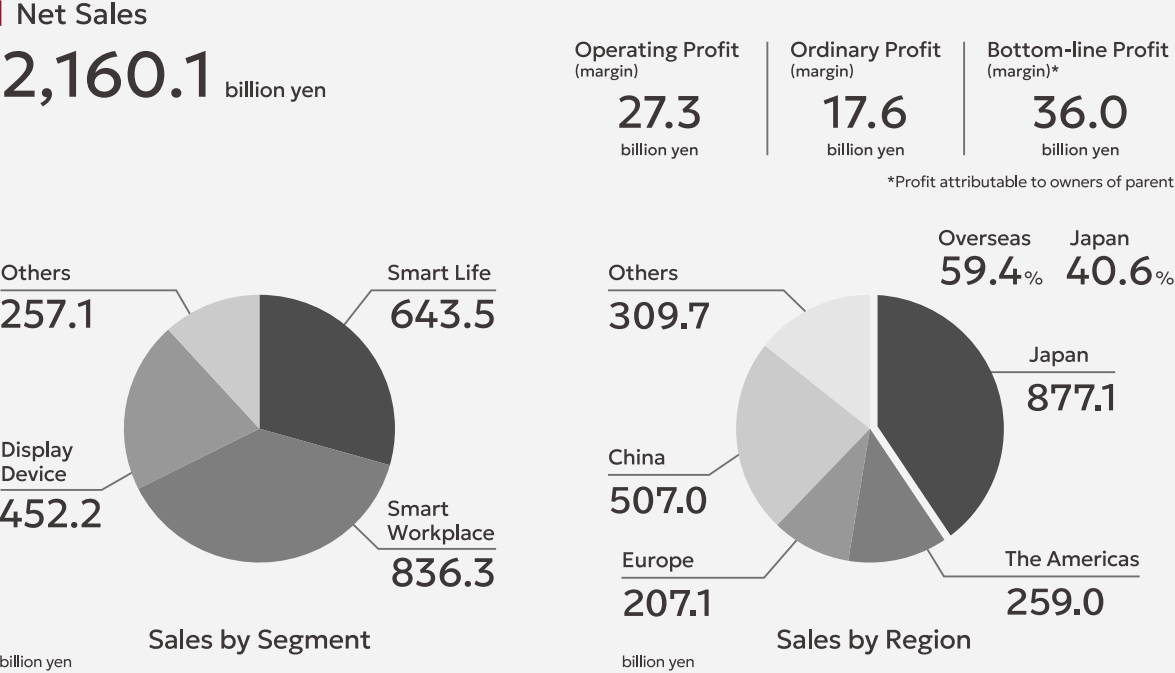 Net Sales
2,160.1 billion yen
Operating Profit
(margin)
27.3
billion yen
Ordinary Profit
(margin)
17.6
billion yen
Bottom-line Profit
(margin)*
36.0
billion yen
*Profit attributable to owners of parent
Others
257.1
Smart Life
643.5
Display
Device
452.2
Smart
Workplace
836.3
Sales by Segment
billion yen
Overseas
59.4%
Japan
40.6%
Others
309.7
Japan
877.1
China
507.0
Europe
207.1
The Americas
259.0
Sales by Region
billion yen